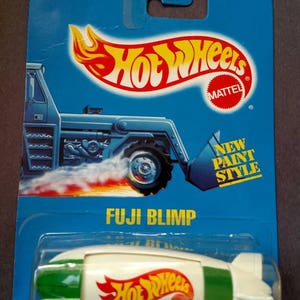 Hot Wheels®
MATTEL
®
NEW
PAINT
STYLE
FUJI BLIMP
Hot Wheels